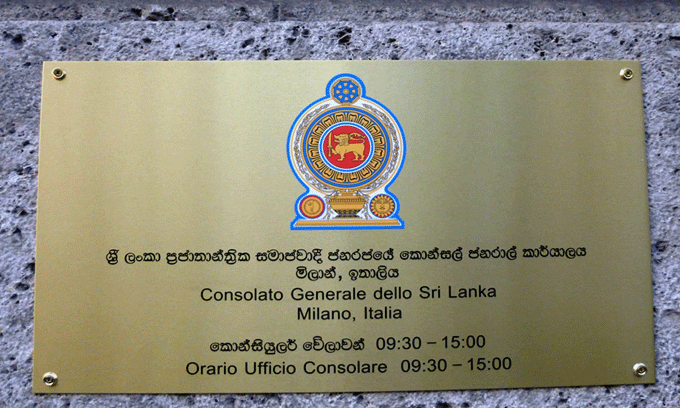 ශ්‍රී ලංකා ප්‍රජාතාන්ත්‍රික සමාජවාදී ජනරජයේ කොන්සල් ජනරාල් කාර්යාලය
මිලාන්, ඉතාලිය
Consolato Generale dello Sri Lanka
Milano, Italia
කොන්සියුලර් වේලාවන් 09:30 – 15:00
Orario Ufficio Consolare 09:30 – 15:00